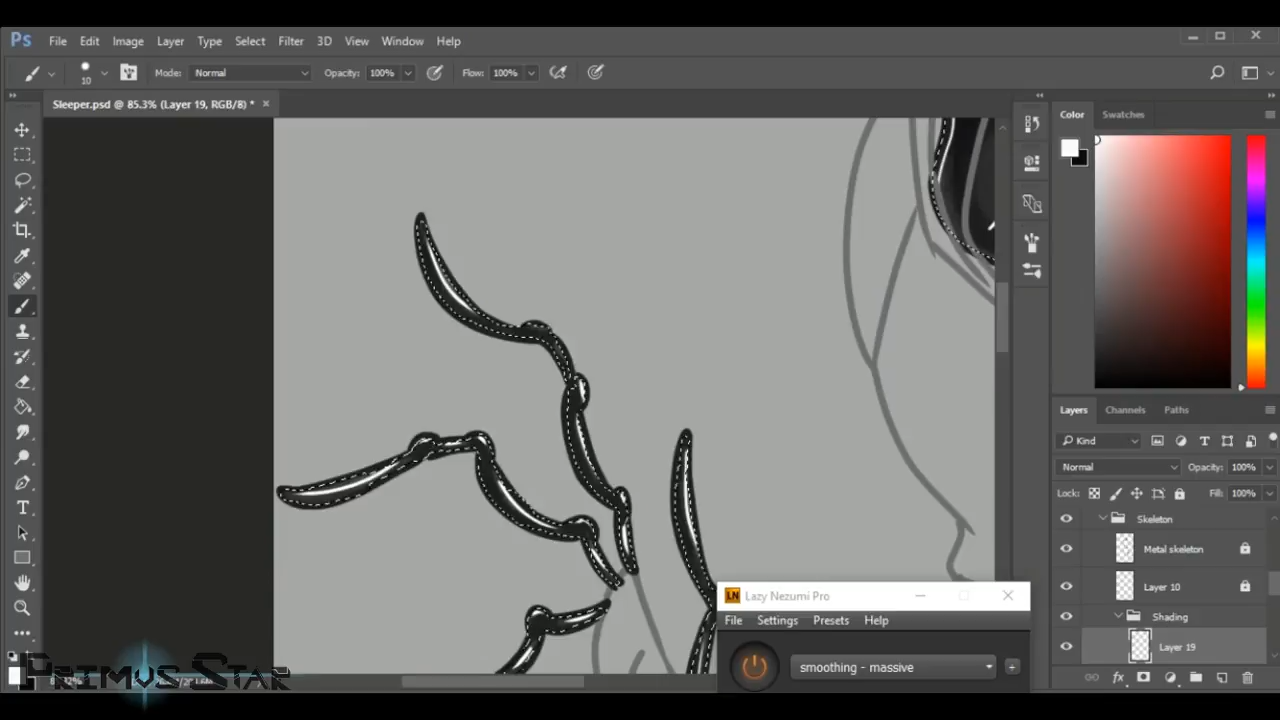 Ps File Edit Image Layer Type Select Filter 3D View Window Help
10 Mode: Normal Opacity: 100% Flow: 100%
Sleeper.psd @ 85.3% (Layer 19, RGB/8) *
Color Swatches
Layers Channels Paths
Kind
Normal Opacity: 100%
Lock: Fill: 100%
Skeleton
Metal skeleton
Layer 10
Shading
Layer 19
fx
LN Lazy Nezumi Pro
File Settings Presets Help
smoothing - massive
PRIMUS STAR